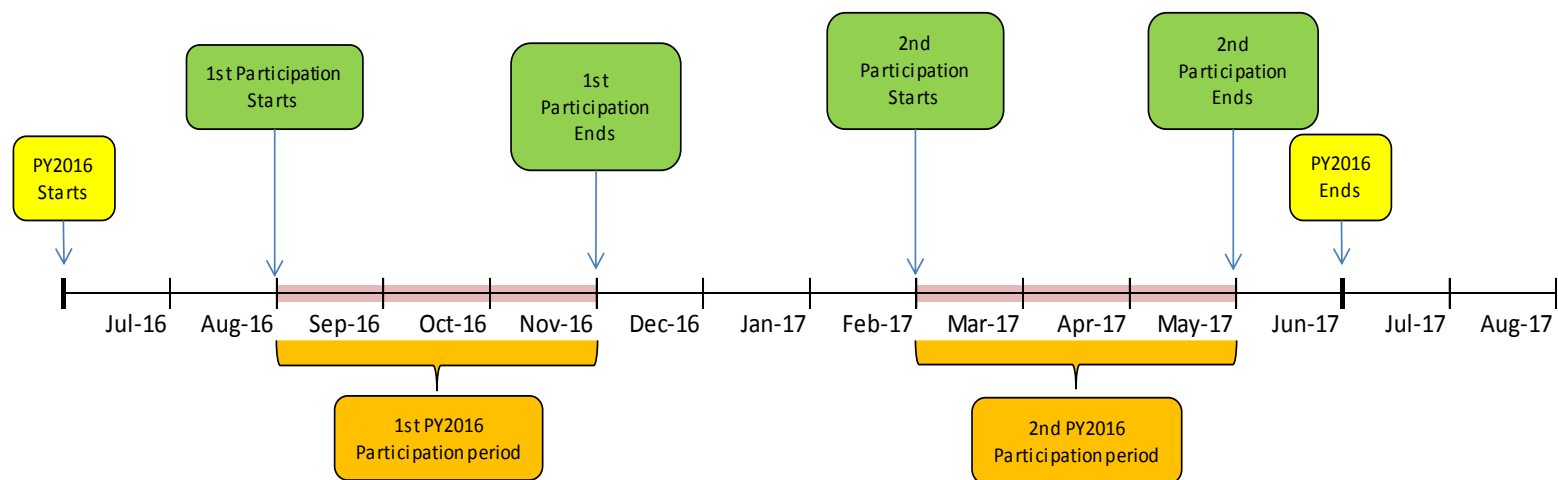 PY2016
Starts
1st Participation
Starts
1st
Participation
Ends
2nd
Participation
Starts
2nd
Participation
Ends
PY2016
Ends
Jul-16
Aug-16
Sep-16
Oct-16
Nov-16
Dec-16
Jan-17
Feb-17
Mar-17
Apr-17
May-17
Jun-17
Jul-17
Aug-17
1st PY2016
Participation period
2nd PY2016
Participation period